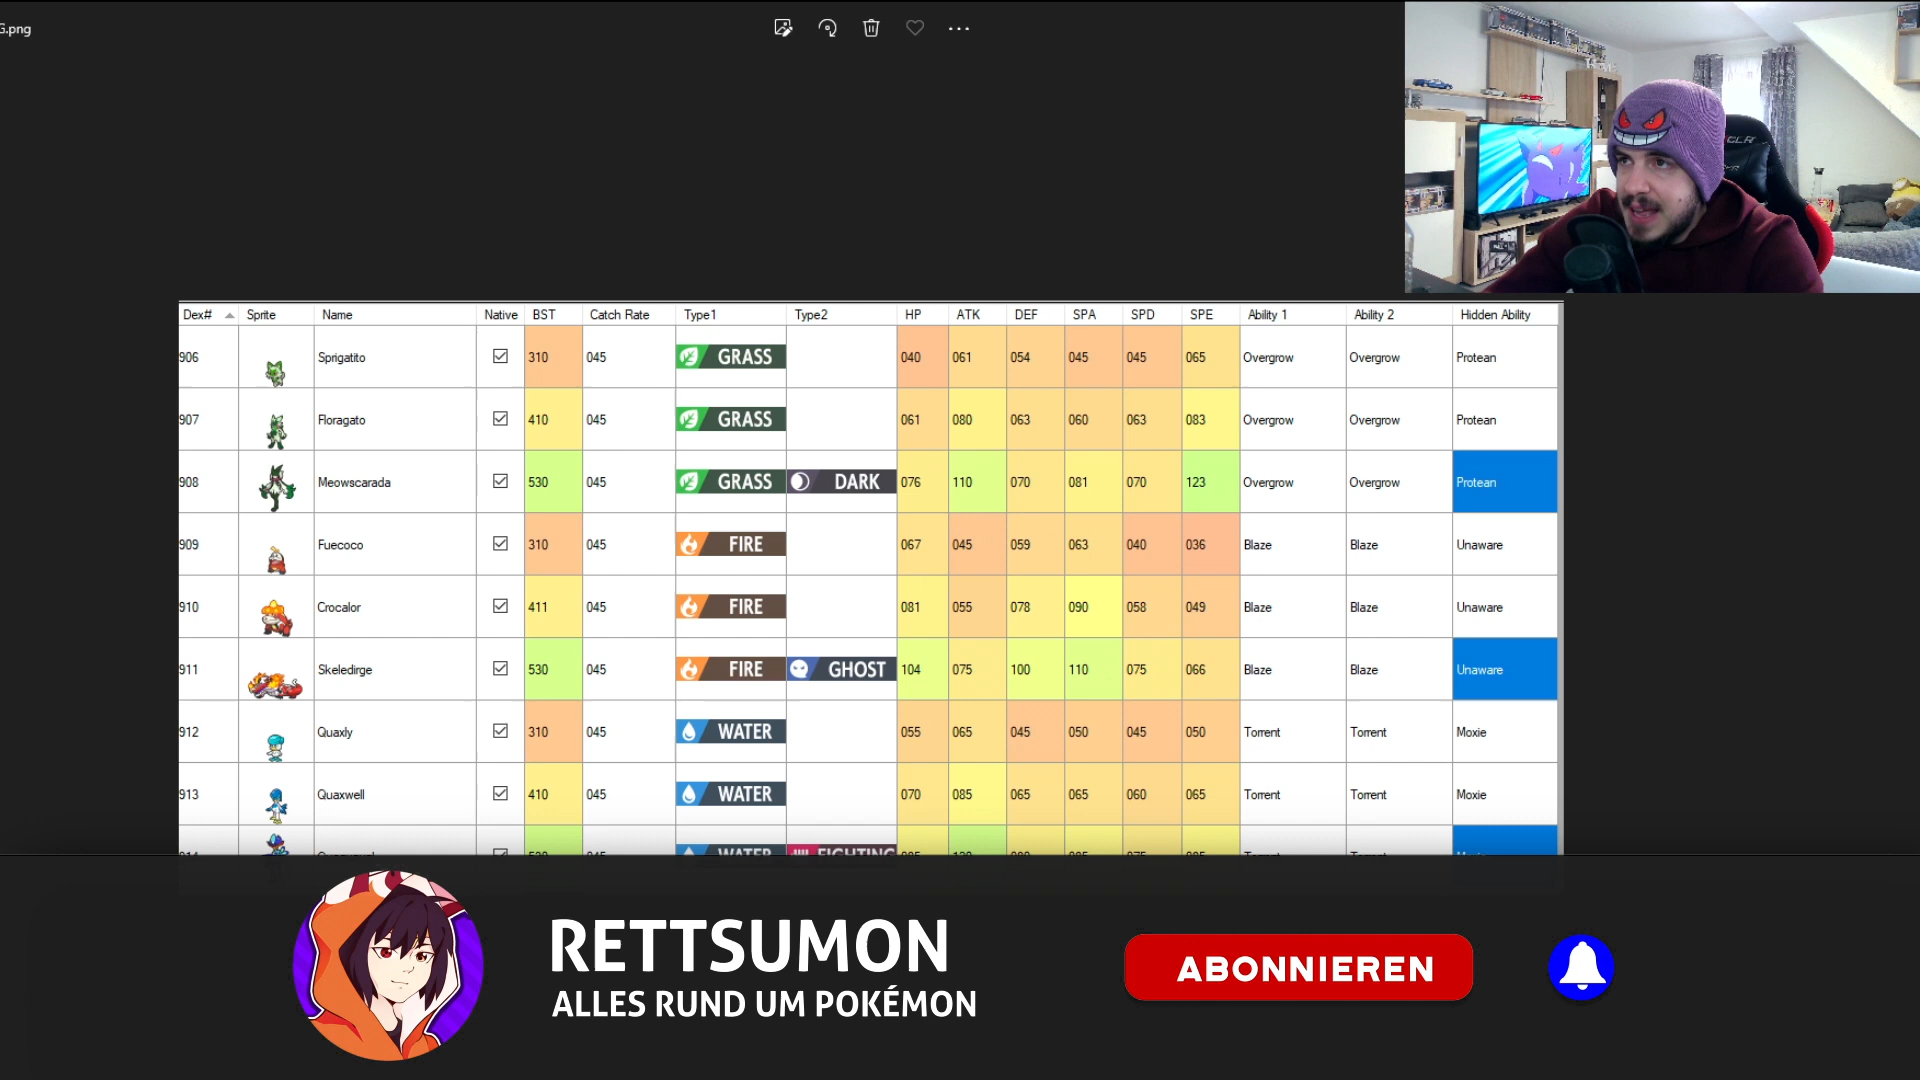 G.png
Dex# Sprite Name Native BST Catch Rate Type1 Type2 HP ATK DEF SPA SPD SPE Ability 1 Ability 2 Hidden Ability
906 Sprigatito 310 045 GRASS 040 061 054 045 045 065 Overgrow Overgrow Protean
907 Floragato 410 045 GRASS 061 080 063 060 063 083 Overgrow Overgrow Protean
908 Meowscarada 530 045 GRASS DARK 076 110 070 081 070 123 Overgrow Overgrow Protean
909 Fuecoco 310 045 FIRE 067 045 059 063 040 036 Blaze Blaze Unaware
910 Crocalor 411 045 FIRE 081 055 078 090 058 049 Blaze Blaze Unaware
911 Skeledirge 530 045 FIRE GHOST 104 075 100 110 075 066 Blaze Blaze Unaware
912 Quaxly 310 045 WATER 055 065 045 050 045 050 Torrent Torrent Moxie
913 Quaxwell 410 045 WATER 070 085 065 065 060 065 Torrent Torrent Moxie
WATER FIGHTING
RETTSUMON
ALLES RUND UM POKÉMON
ABONNIEREN